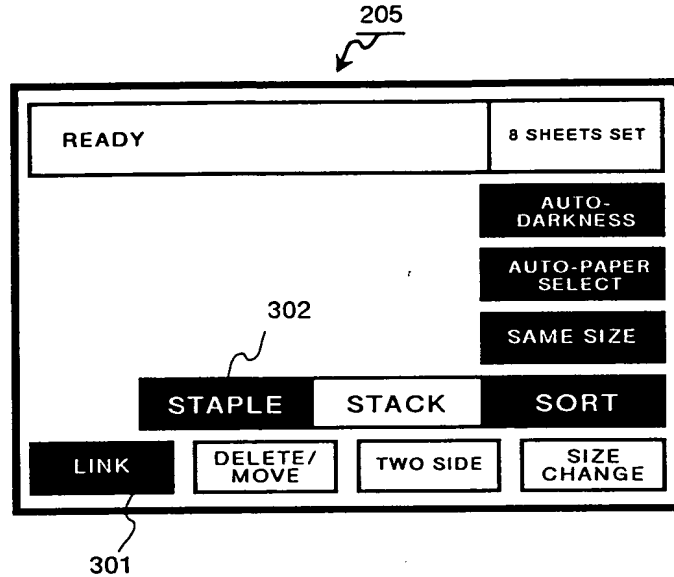 205
READY
8 SHEETS SET
AUTO-
DARKNESS
AUTO-PAPER
SELECT
SAME SIZE
302
STAPLE
STACK
SORT
LINK
DELETE/
MOVE
TWO SIDE
SIZE
CHANGE
301